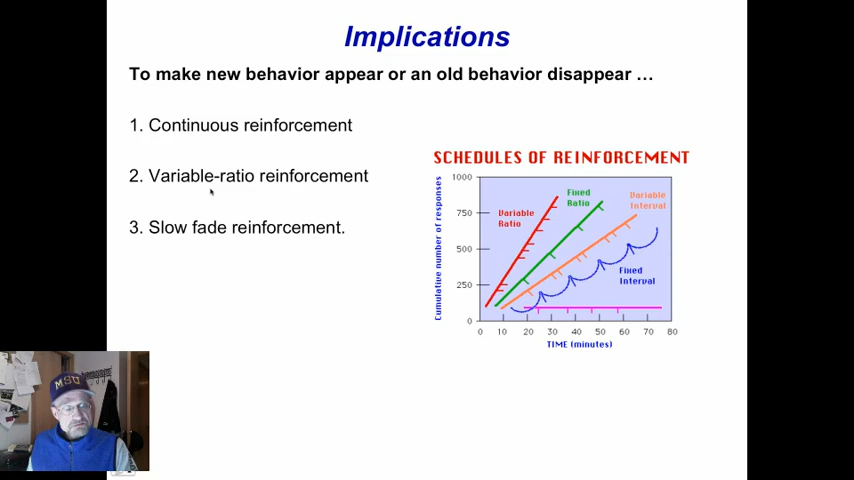 Implications
To make new behavior appear or an old behavior disappear …
1. Continuous reinforcement
2. Variable-ratio reinforcement
3. Slow fade reinforcement.
SCHEDULES OF REINFORCEMENT
Cumulative number of responses
1000
750
500
250
0
Variable
Ratio
Fixed
Ratio
Variable
Interval
Fixed
Interval
0 10 20 30 40 50 60 70 80
TIME (minutes)
MSU